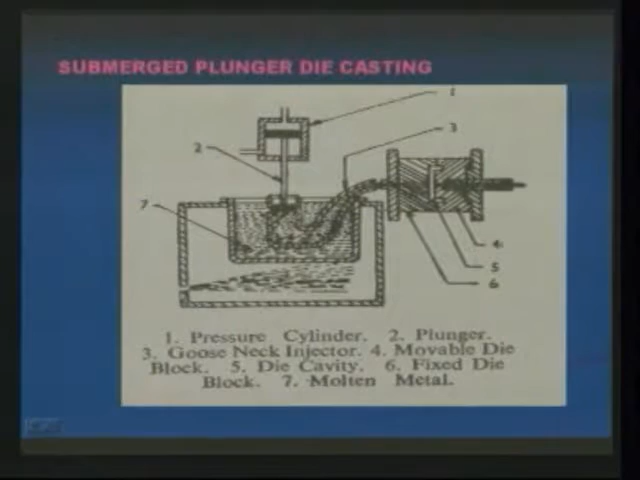 SUBMERGED PLUNGER DIE CASTING
1
2
3
7
4
5
6
1. Pressure Cylinder. 2. Plunger.
3. Goose Neck Injector. 4. Movable Die
Block. 5. Die Cavity. 6. Fixed Die
Block. 7. Molten Metal.